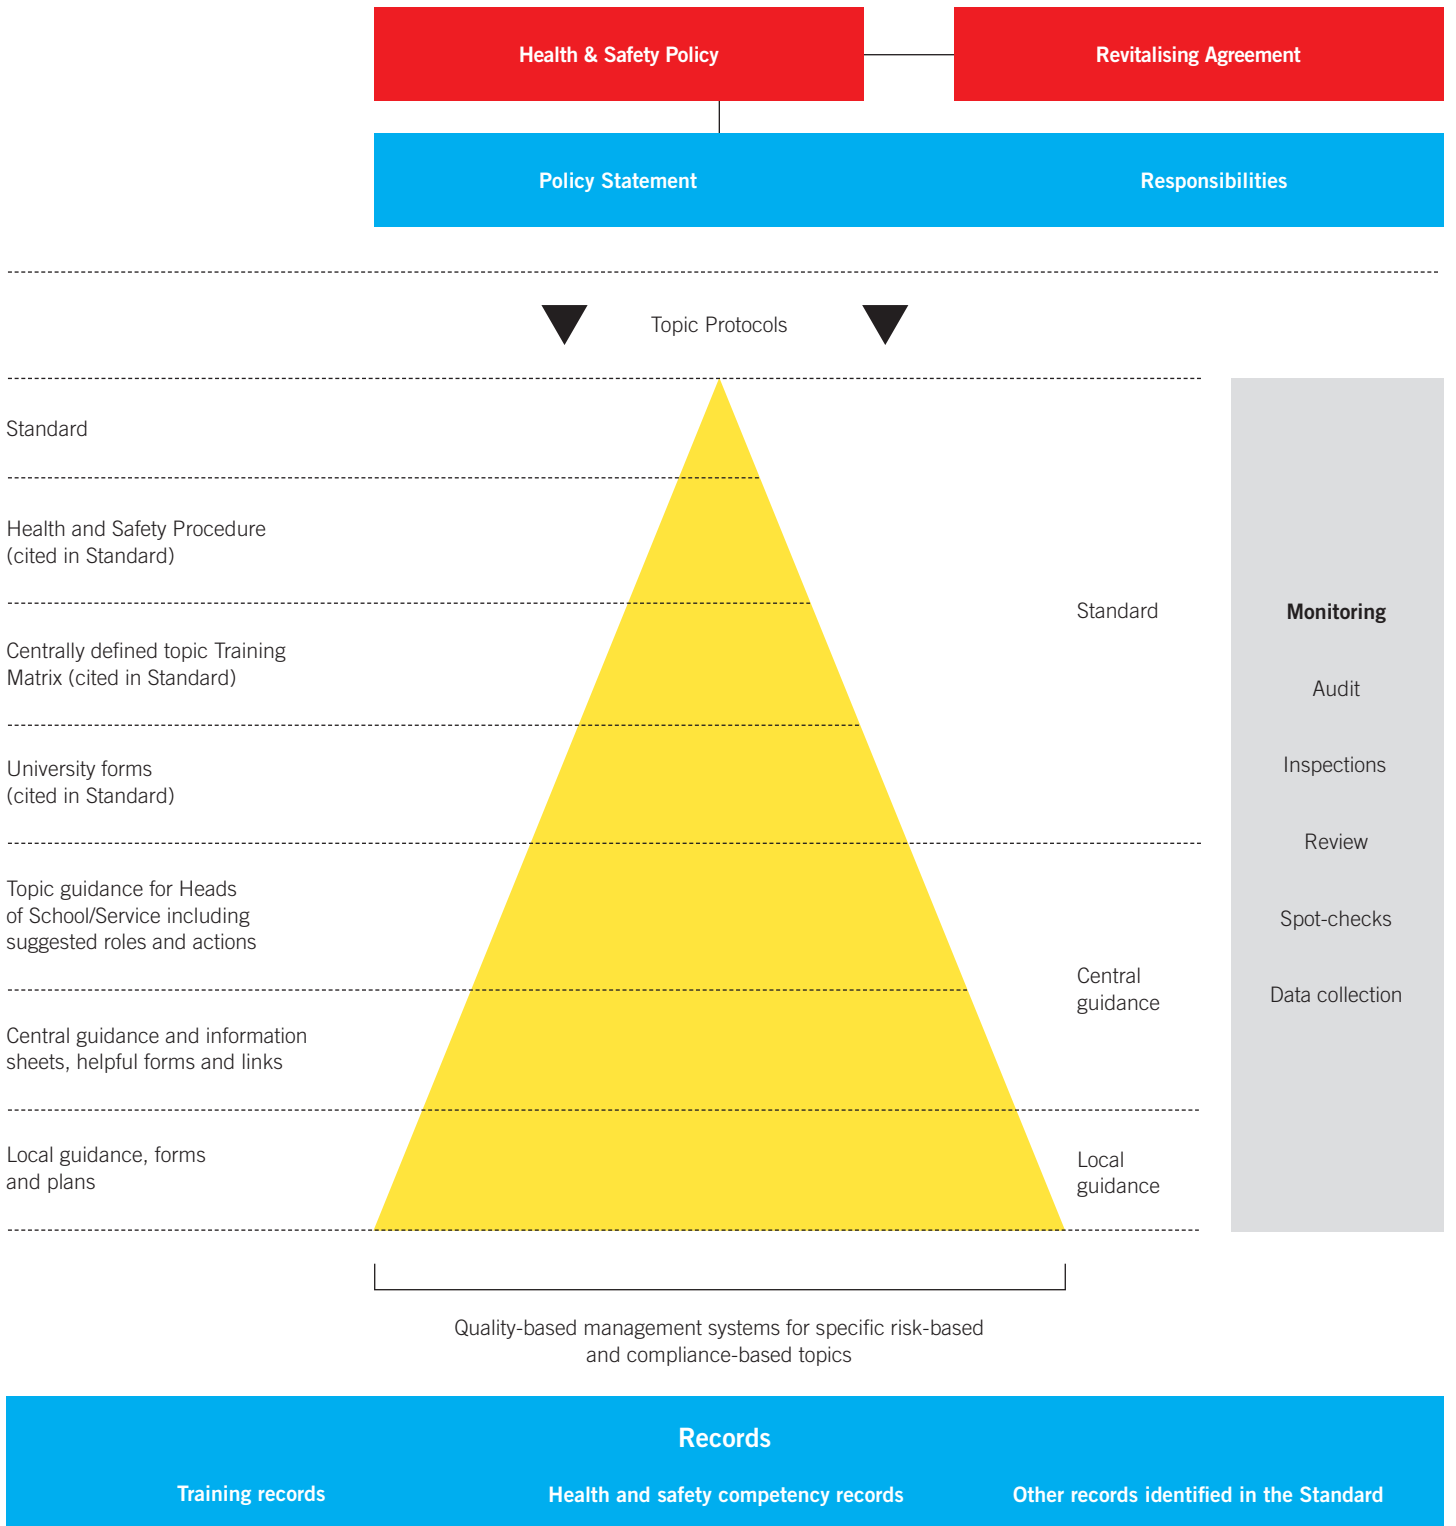 Health & Safety Policy
Revitalising Agreement
Policy Statement
Responsibilities
Topic Protocols
Standard
Health and Safety Procedure
(cited in Standard)
Centrally defined topic Training
Matrix (cited in Standard)
University forms
(cited in Standard)
Topic guidance for Heads
of School/Service including
suggested roles and actions
Central guidance and information
sheets, helpful forms and links
Local guidance, forms
and plans
Standard
Central
guidance
Local
guidance
Monitoring
Audit
Inspections
Review
Spot-checks
Data collection
Quality-based management systems for specific risk-based
and compliance-based topics
Records
Training records
Health and safety competency records
Other records identified in the Standard